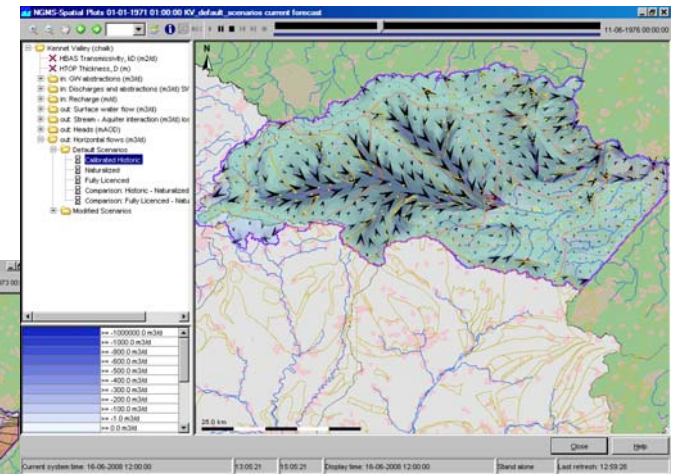 NGMS-Spatial Plots 01-01-1971 01:00:00 KV_default_scenarios current forecast
11-06-1976 00:00:00
Kennet Valley (chalk)
HBAS Transmissivity, kD (m2/d)
HTOP Thickness, D (m)
in: GW abstractions (m3/d)
in: Discharges and abstractions (m3/d) SV
in: Recharge (m/d)
out: Surface water flow (m3/d)
out: Stream - Aquifer interaction (m3/d) los
out: Heads (mAOD)
out: Horizontal flows (m3/d)
Default Scenarios
Calibrated Historic
Naturalized
Fully Licenced
Comparison: Historic - Naturalized
Comparison: Fully Licenced - Natu
Modified Scenarios
N
>= -1000000.0 m3/d
>= -1000.0 m3/d
>= -800.0 m3/d
>= -600.0 m3/d
>= -500.0 m3/d
>= -400.0 m3/d
>= -300.0 m3/d
>= -200.0 m3/d
>= -100.0 m3/d
>= -1.0 m3/d
>= 0.0 m3/d
25.0 km
Close
Help
Current system time: 16-06-2008 12:00:00
13:05:21
15:05:21
Display time: 16-06-2008 12:00:00
Stand alone
Last refresh: 12:59:26